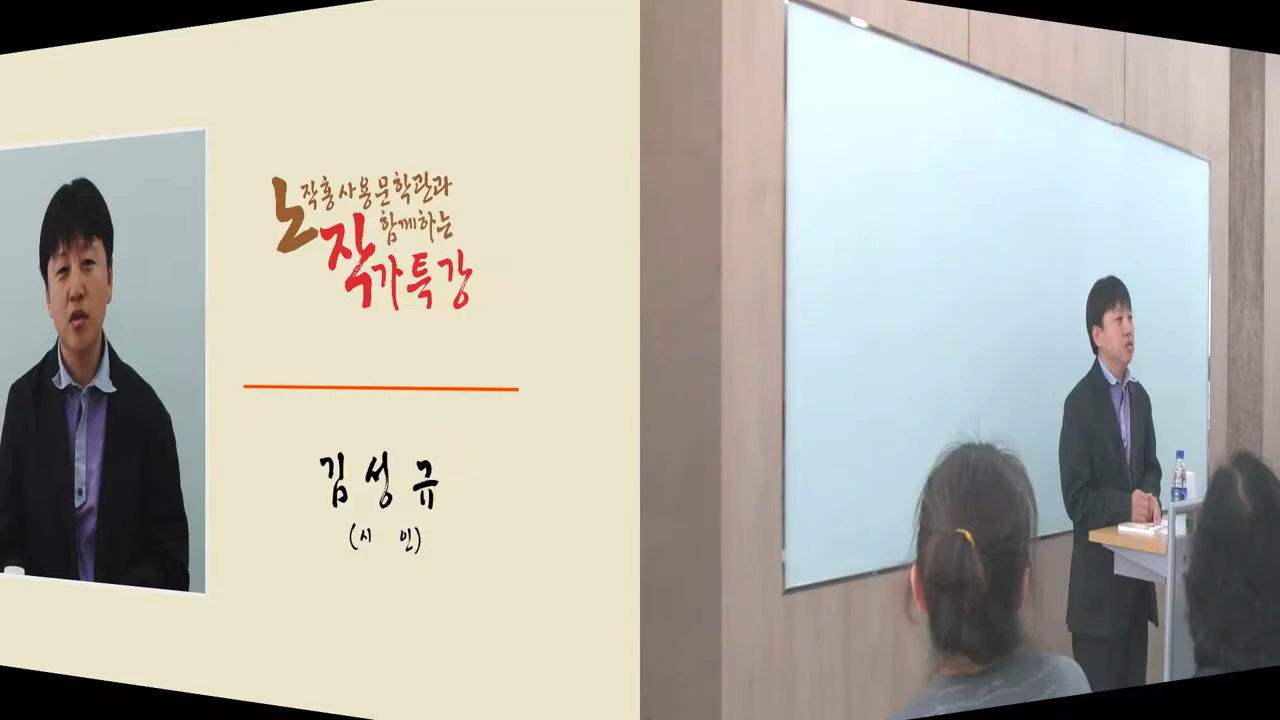 노작홍사용문학관과
함께하는
작가특강
김성규
(시 인)